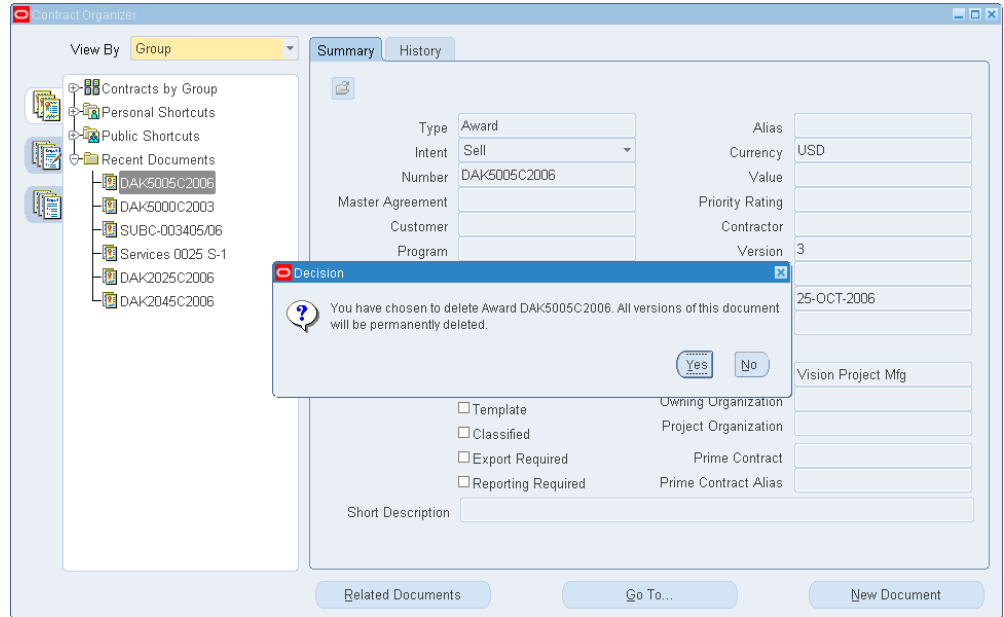 Contract Organizer
View By Group
Contracts by Group
Personal Shortcuts
Public Shortcuts
Recent Documents
DAK5005C2006
DAK5000C2003
SUBC-003405/06
Services 0025 S-1
DAK2025C2006
DAK2045C2006
Summary History
Type Award Alias
Intent Sell Currency USD
Number DAK5005C2006 Value
Master Agreement Priority Rating
Customer Contractor
Program Version 3
25-OCT-2006
Decision
You have chosen to delete Award DAK5005C2006. All versions of this document
will be permanently deleted.
Yes No
Vision Project Mfg
Template Owning Organization
Classified Project Organization
Export Required Prime Contract
Reporting Required Prime Contract Alias
Short Description
Related Documents Go To... New Document